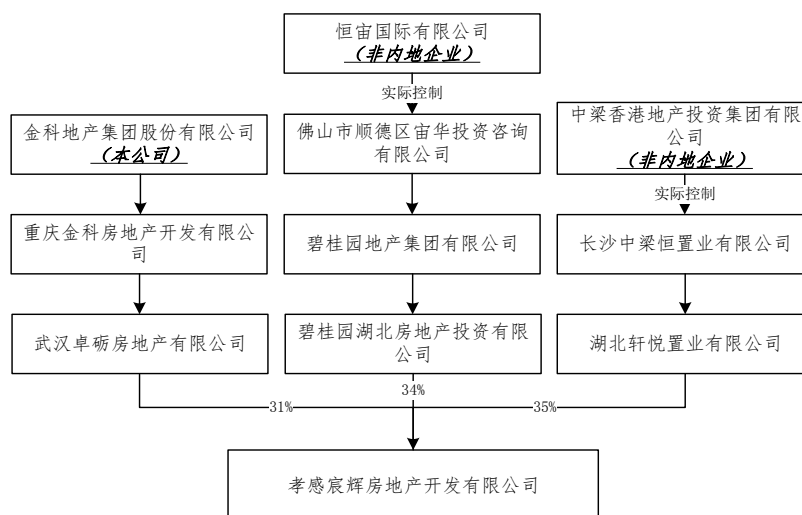 恒宙国际有限公司
（非内地企业）
实际控制
金科地产集团股份有限公司
（本公司）
佛山市顺德区宙华投资咨询
有限公司
中梁香港地产投资集团有限
公司
（非内地企业）
实际控制
重庆金科房地产开发有限公
司
碧桂园地产集团有限公司
长沙中梁恒置业有限公司
武汉卓砺房地产有限公司
碧桂园湖北房地产投资有限
公司
湖北轩悦置业有限公司
31%
34%
35%
孝感宸辉房地产开发有限公司